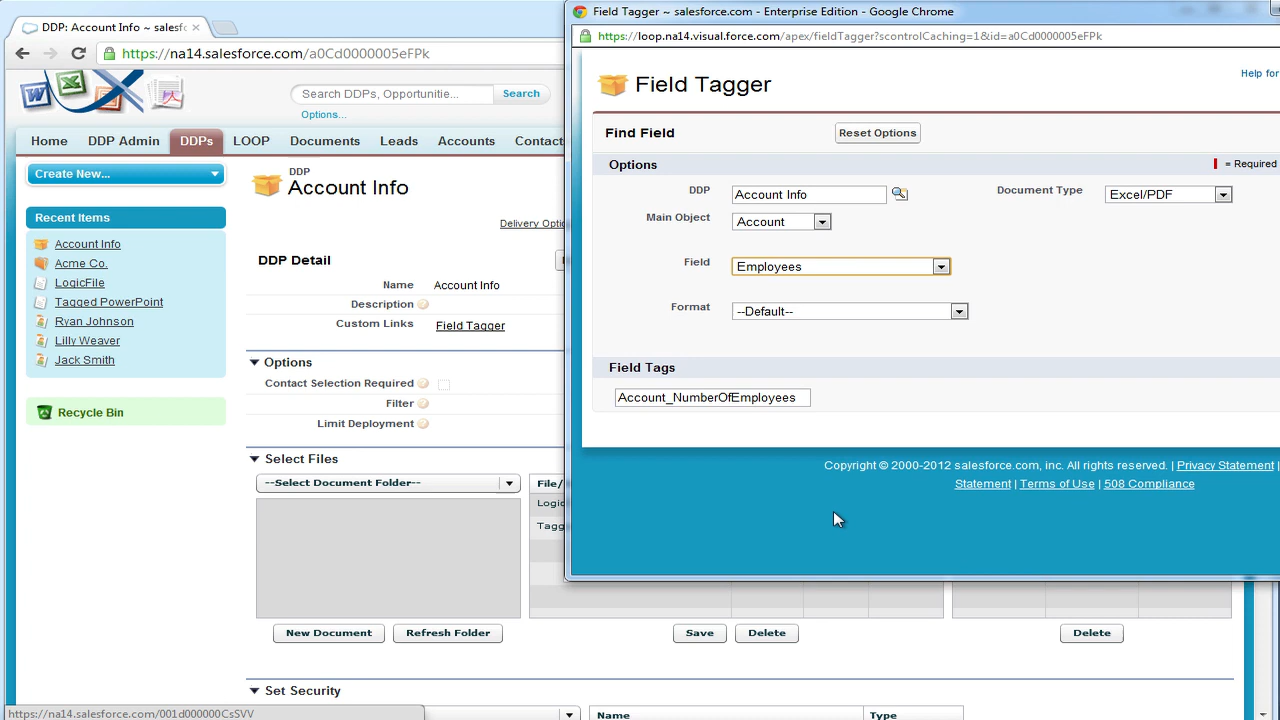 DDP: Account Info ~ salesf
https://na14.salesforce.com/a0Cd0000005eFPk
Search DDPs, Opportunitie...
Search
Options...
Home
DDP Admin
DDPs
LOOP
Documents
Leads
Accounts
Contact
Create New...
Recent Items
Account Info
Acme Co.
LogicFile
Tagged PowerPoint
Ryan Johnson
Lilly Weaver
Jack Smith
Recycle Bin
DDP
Account Info
Delivery Optio
DDP Detail
Name Account Info
Description
Custom Links Field Tagger
Options
Contact Selection Required
Filter
Limit Deployment
Select Files
--Select Document Folder--
File/
Logic
Tagg
New Document
Refresh Folder
Save
Delete
Delete
Set Security
Name
Type
https://na14.salesforce.com/001d000000CsSVV
Field Tagger ~ salesforce.com - Enterprise Edition - Google Chrome
https://loop.na14.visual.force.com/apex/fieldTagger?scontrolCaching=1&id=a0Cd0000005eFPk
Help for
Field Tagger
Find Field
Reset Options
Options
= Required
DDP Account Info
Document Type Excel/PDF
Main Object Account
Field Employees
Format --Default--
Field Tags
Account_NumberOfEmployees
Copyright © 2000-2012 salesforce.com, inc. All rights reserved. | Privacy Statement |
Statement | Terms of Use | 508 Compliance